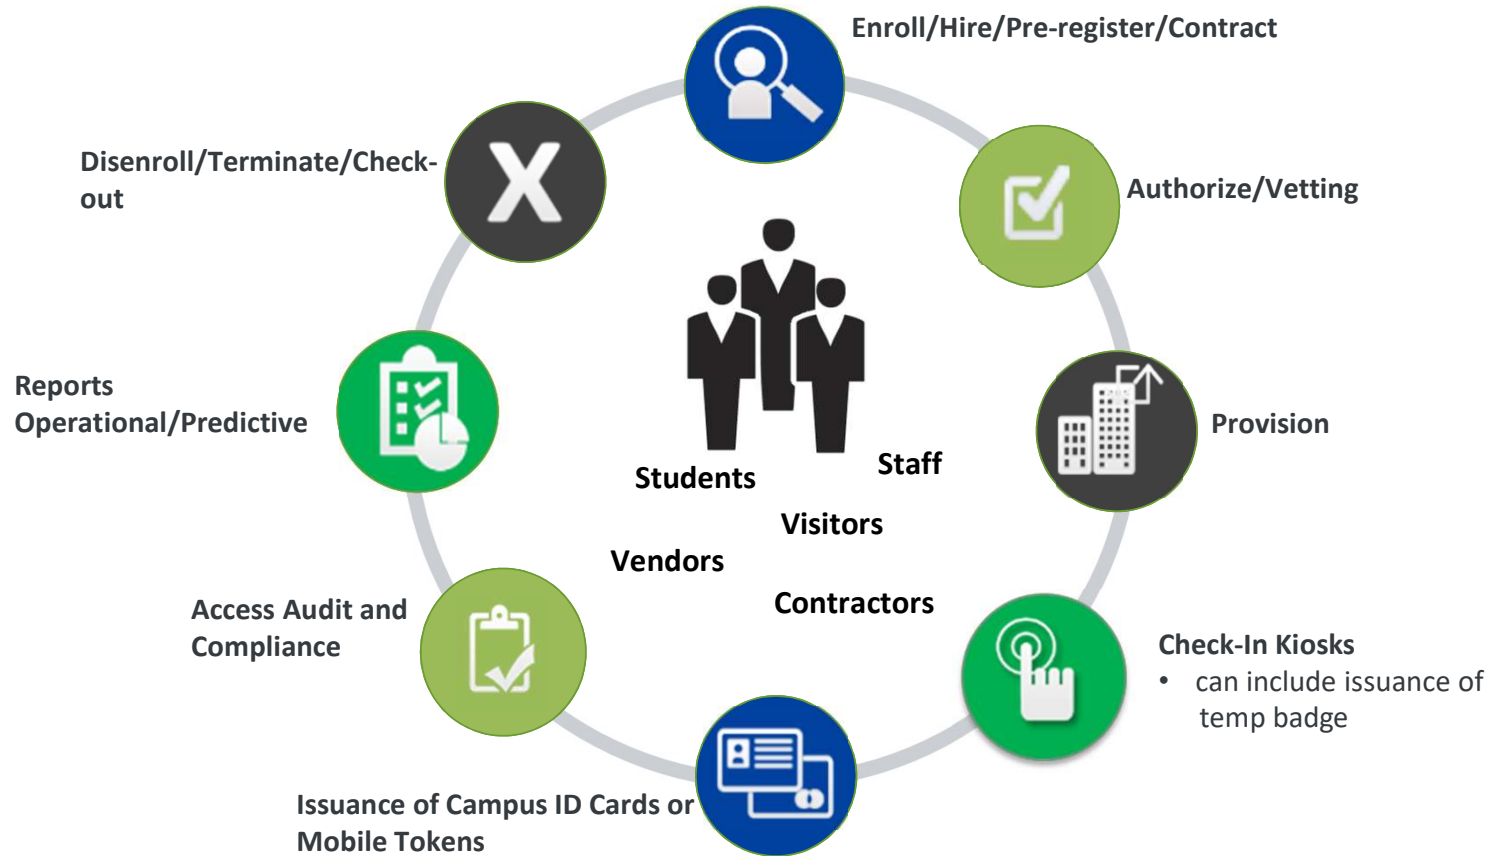 Enroll/Hire/Pre-register/Contract
Authorize/Vetting
Provision
Check-In Kiosks
• can include issuance of
temp badge
Issuance of Campus ID Cards or
Mobile Tokens
Access Audit and
Compliance
Reports
Operational/Predictive
Disenroll/Terminate/Check-
out
X
Students
Staff
Visitors
Vendors
Contractors